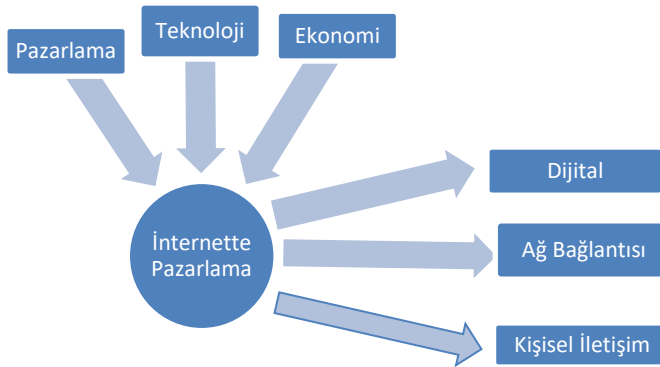 Pazarlama
Teknoloji
Ekonomi
İnternette
Pazarlama
Dijital
Ağ Bağlantısı
Kişisel İletişim